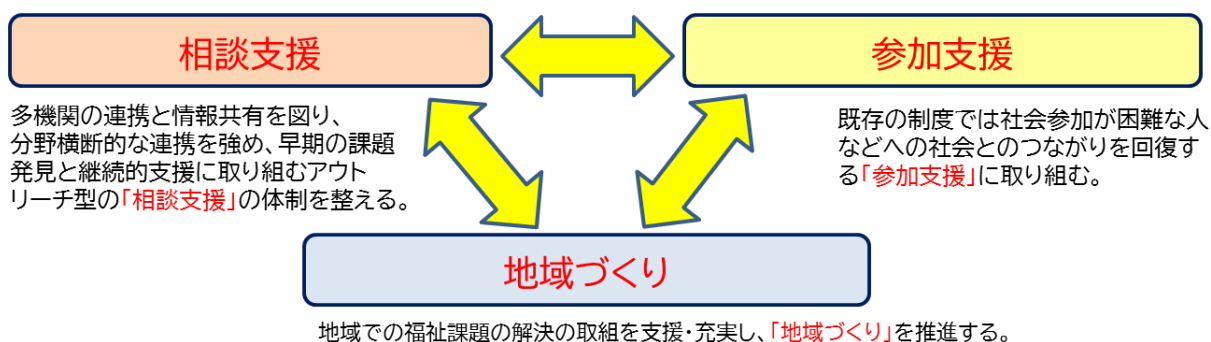 相談支援
参加支援
多機関の連携と情報共有を図り、
分野横断的な連携を強め、早期の課題
発見と継続的支援に取り組むアウト
リーチ型の「相談支援」の体制を整える。
既存の制度では社会参加が困難な人
などへの社会とのつながりを回復す
る「参加支援」に取り組む。
地域づくり
地域での福祉課題の解決の取組を支援・充実し、「地域づくり」を推進する。